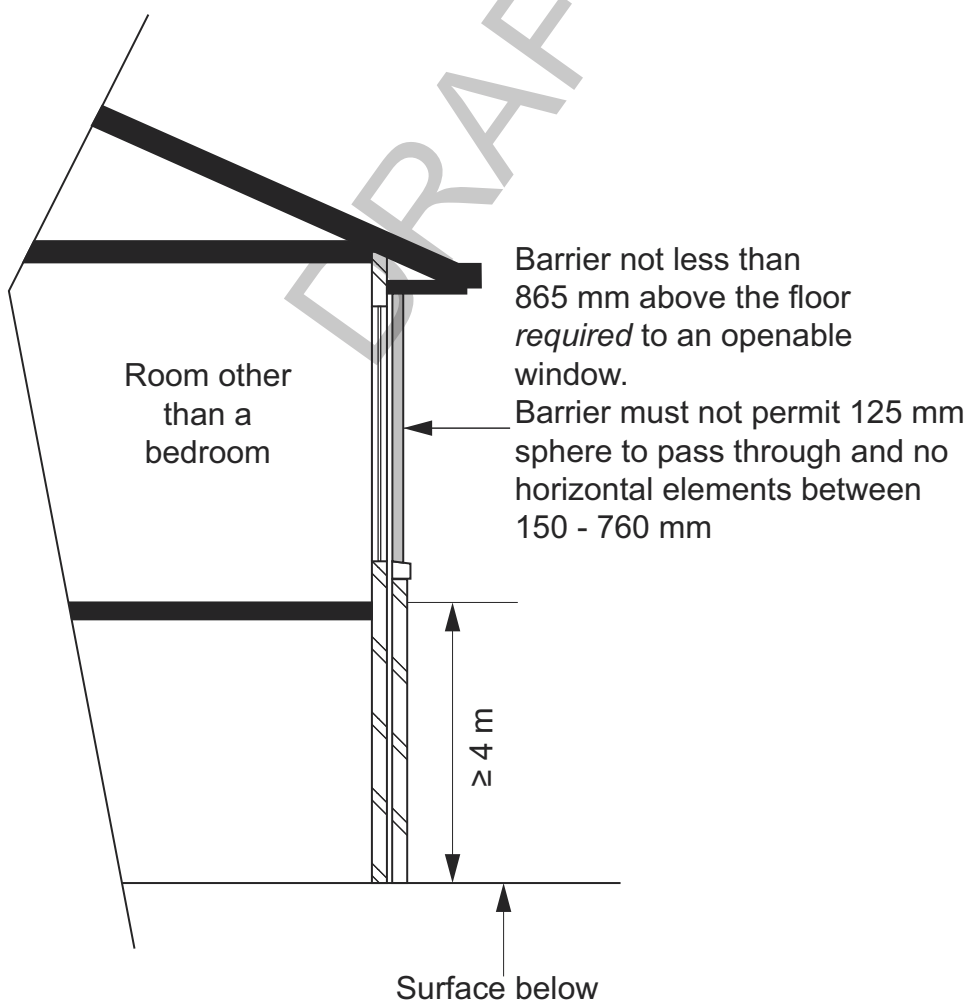 DRAF
Barrier not less than
865 mm above the floor
required to an openable
window.
Barrier must not permit 125 mm
sphere to pass through and no
horizontal elements between
150 - 760 mm
Room other
than a
bedroom
≥ 4 m
Surface below